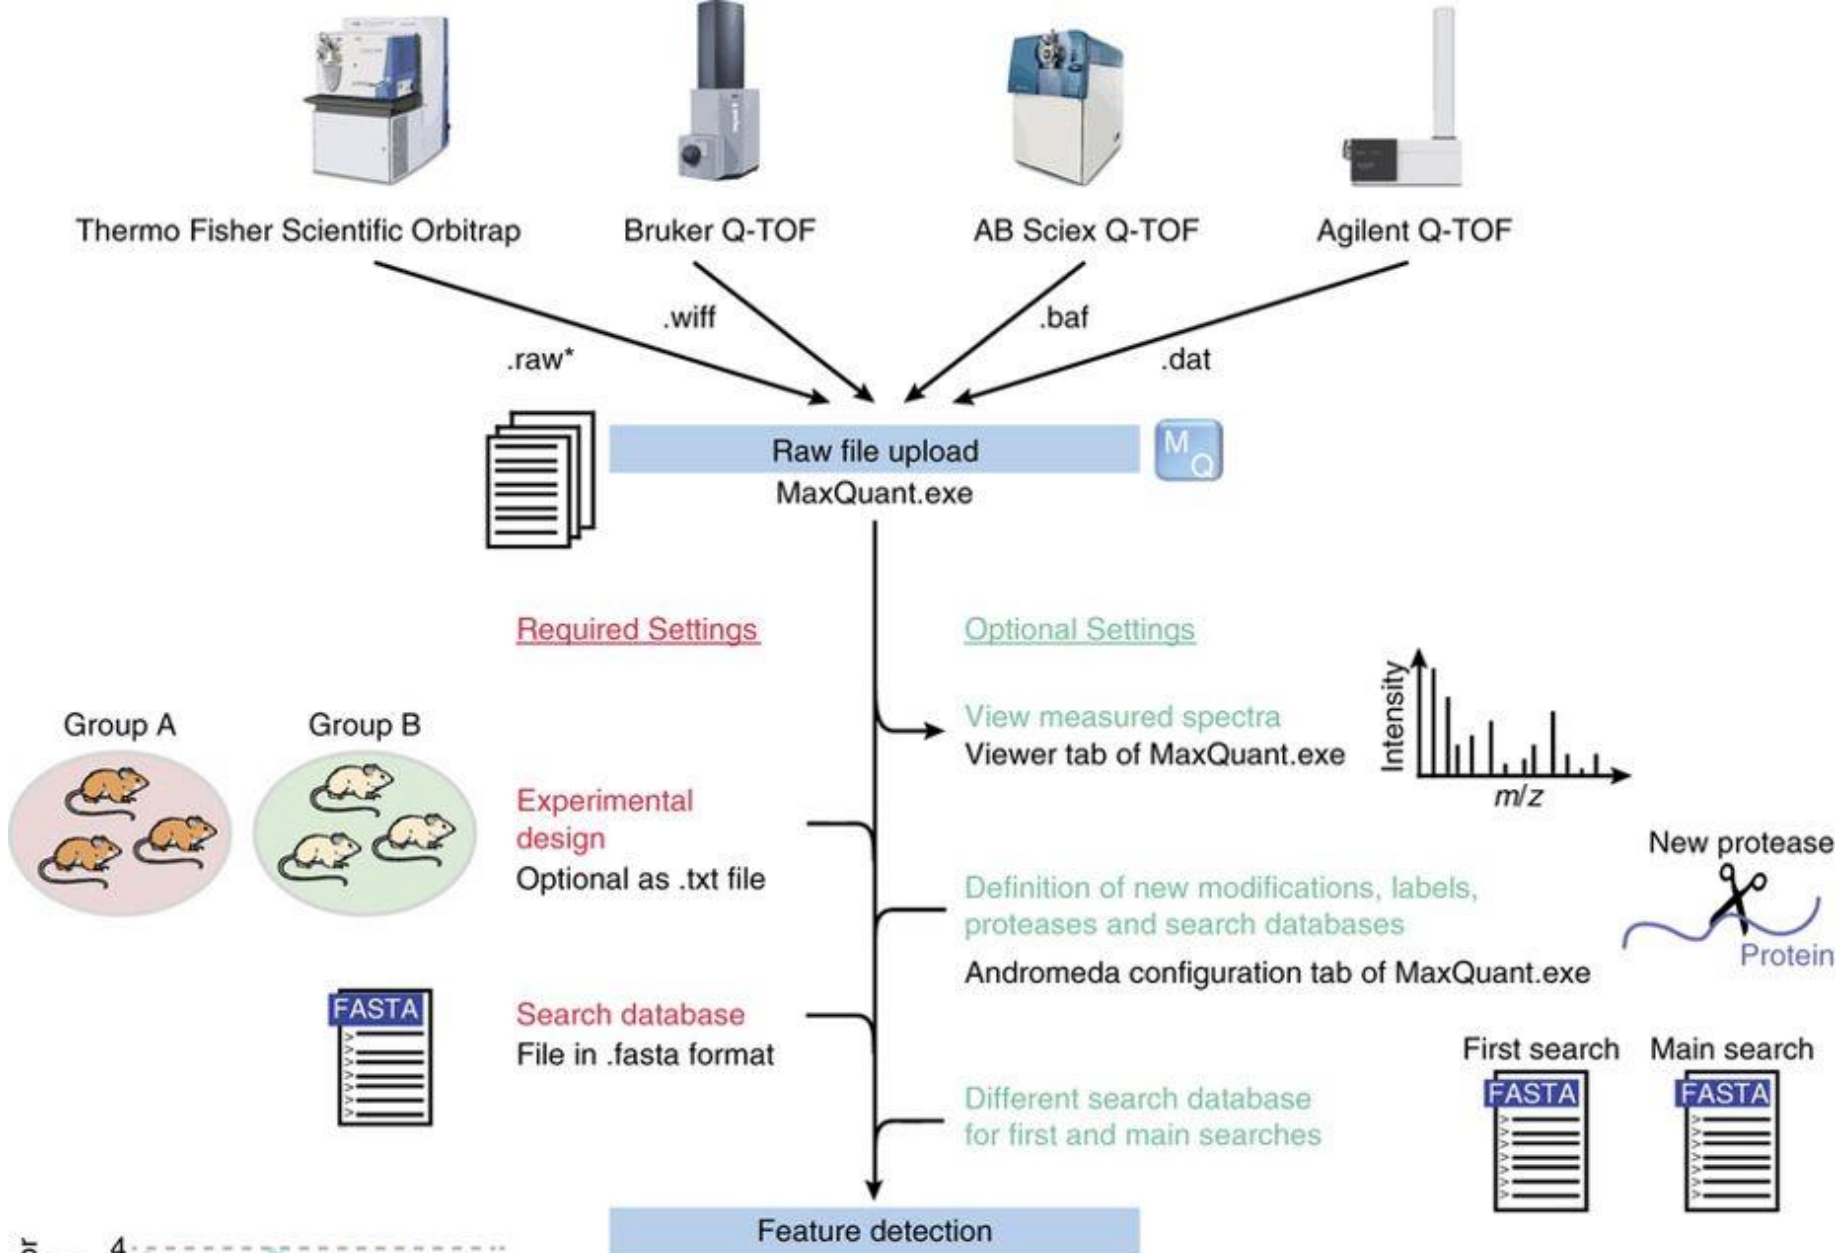 Thermo Fisher Scientific Orbitrap
Bruker Q-TOF
AB Sciex Q-TOF
Agilent Q-TOF
.wiff
.baf
.raw*
.dat
Raw file upload
MaxQuant.exe
M
Q
Required Settings
Optional Settings
Group A
Group B
View measured spectra
Viewer tab of MaxQuant.exe
Intensity
m/z
Experimental
design
Optional as .txt file
New protease
Protein
Definition of new modifications, labels,
proteases and search databases
Andromeda configuration tab of MaxQuant.exe
FASTA
Search database
File in .fasta format
First search
Main search
FASTA
FASTA
Different search database
for first and main searches
Feature detection
4